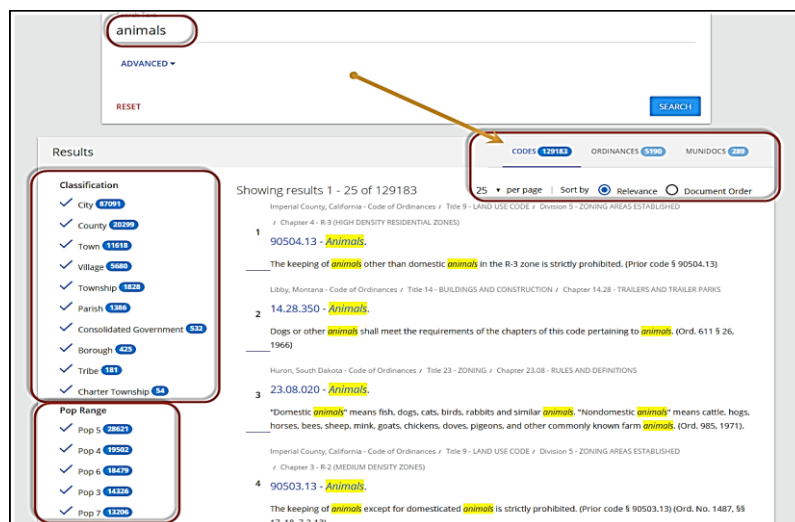 animals
ADVANCED
RESET
SEARCH
Results
CODES 129183
ORDINANCES 5190
MUNIDOCS 289
25 per page | Sort by Relevance Document Order
Classification
City 87091
County 20299
Town 11618
Village 5680
Township 1828
Parish 1386
Consolidated Government 532
Borough 425
Tribe 181
Charter Township 54
Pop Range
Pop 5 28621
Pop 4 19502
Pop 6 18479
Pop 3 14326
Pop 7 13206
Showing results 1 - 25 of 129183
Imperial County, California - Code of Ordinances / Title 9 - LAND USE CODE / Division 5 - ZONING AREAS ESTABLISHED
/ Chapter 4 - R-3 (HIGH DENSITY RESIDENTIAL ZONES)
1
90504.13 - Animals.
The keeping of animals other than domestic animals in the R-3 zone is strictly prohibited. (Prior code § 90504.13)
Libby, Montana - Code of Ordinances / Title 14 - BUILDINGS AND CONSTRUCTION / Chapter 14.28 - TRAILERS AND TRAILER PARKS
2
14.28.350 - Animals.
Dogs or other animals shall meet the requirements of the chapters of this code pertaining to animals. (Ord. 611 § 26,
1966)
Huron, South Dakota - Code of Ordinances / Title 23 - ZONING / Chapter 23.08 - RULES AND DEFINITIONS
3
23.08.020 - Animals.
"Domestic animals" means fish, dogs, cats, birds, rabbits and similar animals. "Nondomestic animals" means cattle, hogs,
horses, bees, sheep, mink, goats, chickens, doves, pigeons, and other commonly known farm animals. (Ord. 985, 1971).
Imperial County, California - Code of Ordinances / Title 9 - LAND USE CODE / Division 5 - ZONING AREAS ESTABLISHED
/ Chapter 3 - R-2 (MEDIUM DENSITY ZONES)
4
90503.13 - Animals.
The keeping of animals except for domesticated animals is strictly prohibited. (Prior code § 90503.13) (Ord. No. 1487, §§